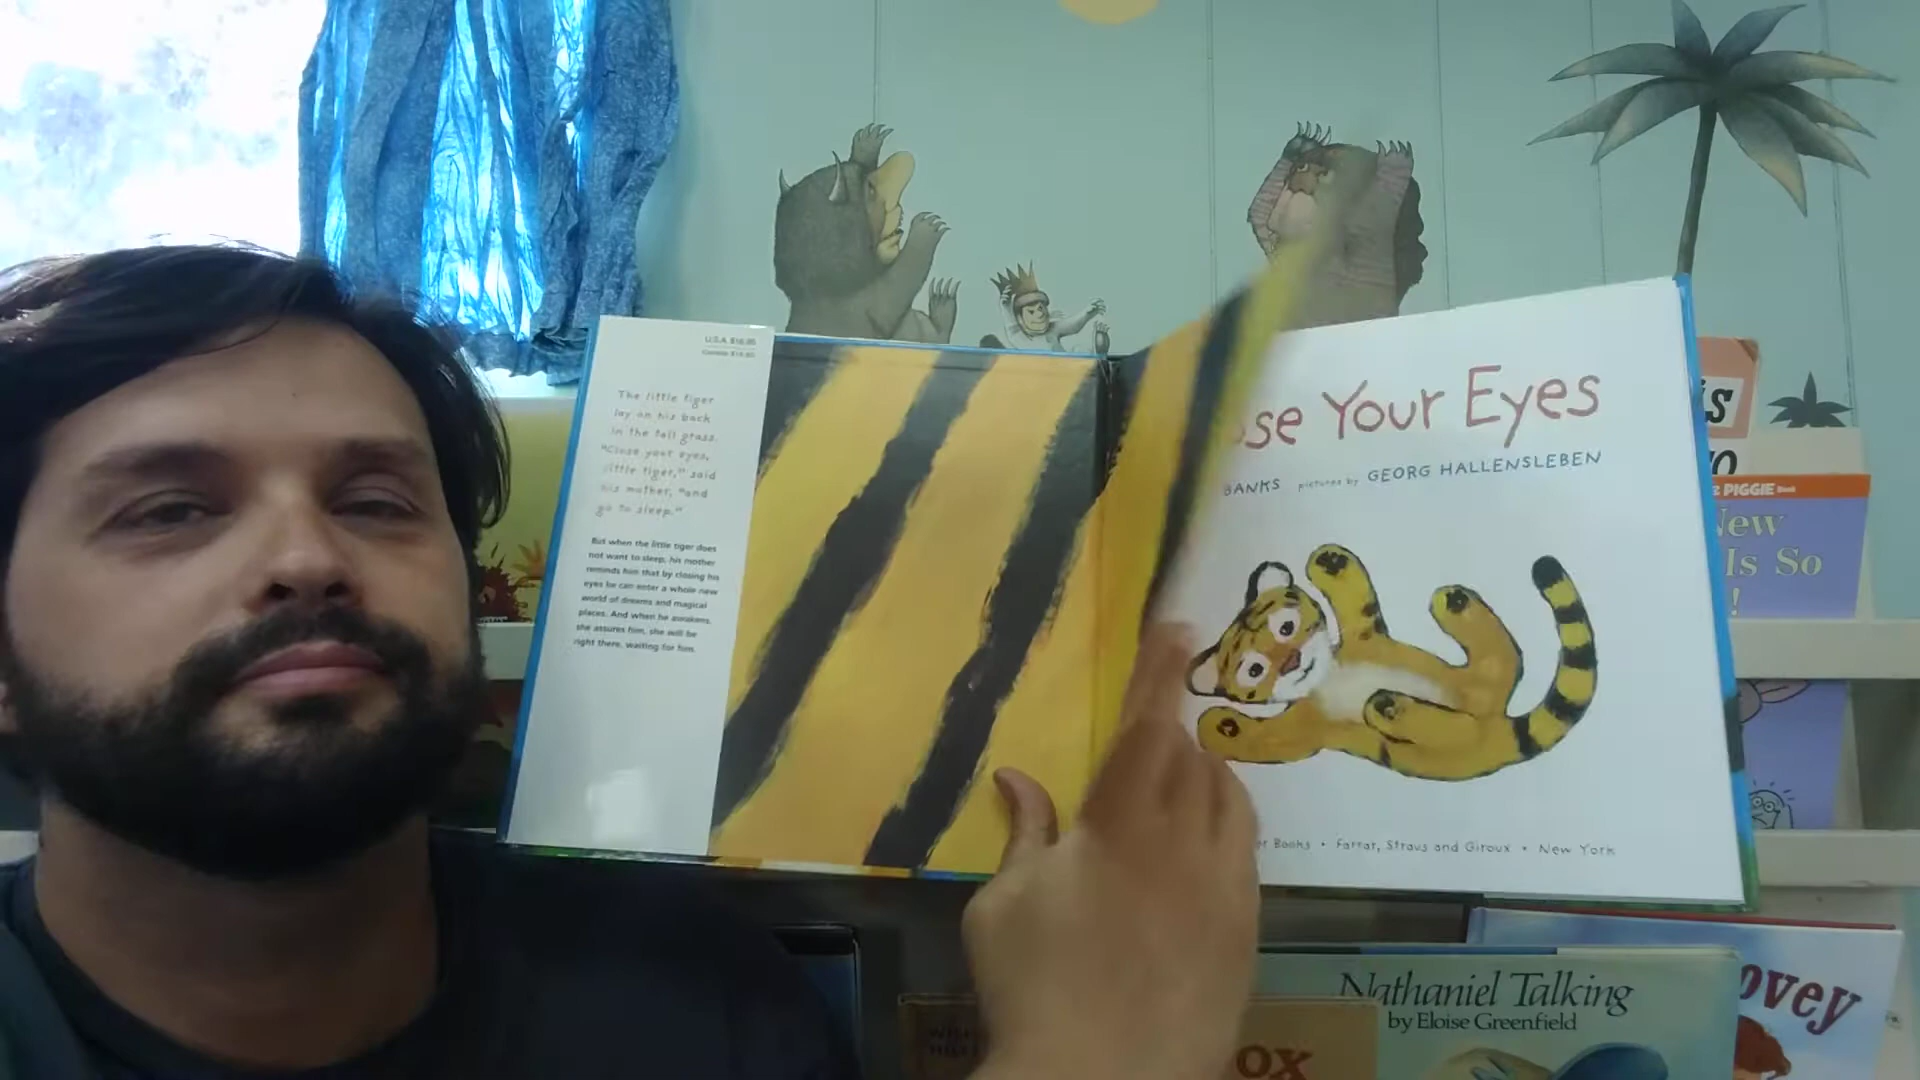 U.S.A. $16.95
The little tiger
lay on his back
in the tall grass.
"Close your eyes,
little tiger," said
his mother, "and
go to sleep."
But when the little tiger does
not want to sleep, his mother
reminds him that by closing his
eyes he can enter a whole new
world of dreams and magical
places. And when he awakens,
she assures him, she will be
right there, waiting for him.
se Your Eyes
BANKS pictures by GEORG HALLENSLEBEN
er Books • Farrar, Straus and Giroux • New York
PIGGIE Book
New
Is So
!
Nathaniel Talking
by Eloise Greenfield
ovey
ox